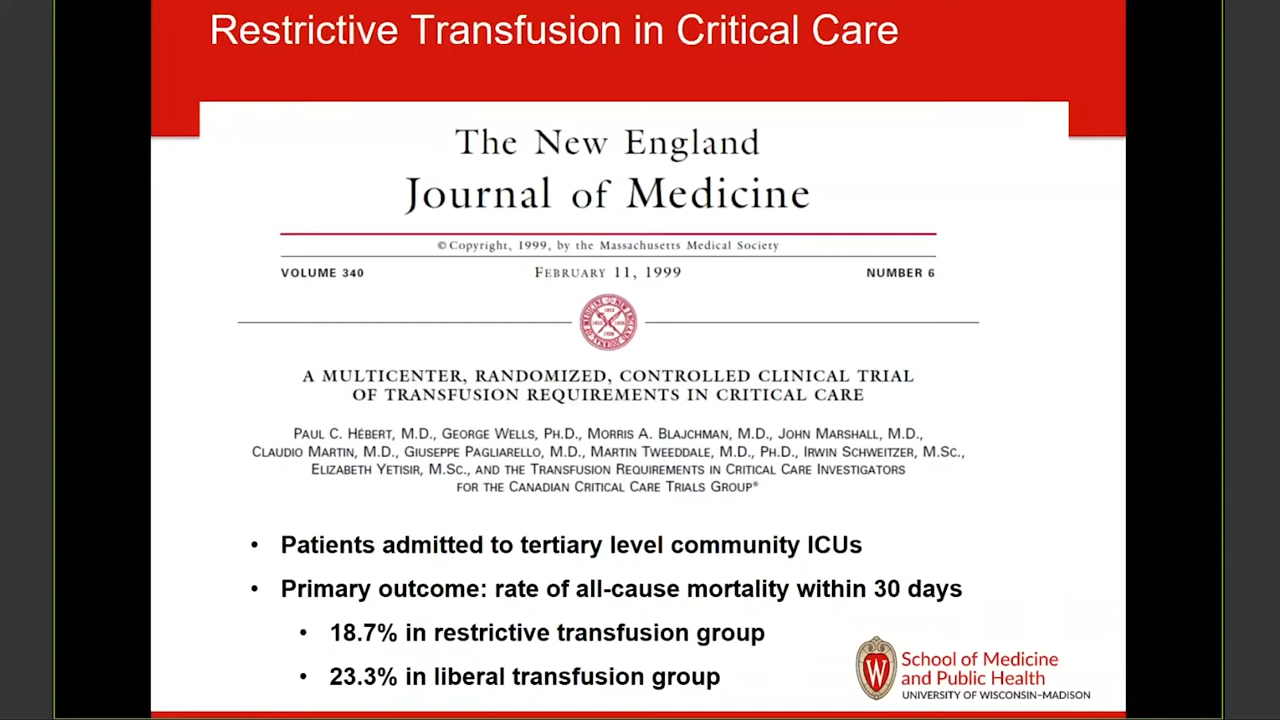 Restrictive Transfusion in Critical Care
The New England
Journal of Medicine
© Copyright, 1999, by the Massachusetts Medical Society
VOLUME 340 FEBRUARY 11, 1999 NUMBER 6
A MULTICENTER, RANDOMIZED, CONTROLLED CLINICAL TRIAL
OF TRANSFUSION REQUIREMENTS IN CRITICAL CARE
PAUL C. HÉBERT, M.D., GEORGE WELLS, PH.D., MORRIS A. BLAJCHMAN, M.D., JOHN MARSHALL, M.D.,
CLAUDIO MARTIN, M.D., GIUSEPPE PAGLIARELLO, M.D., MARTIN TWEEDDALE, M.D., PH.D., IRWIN SCHWEITZER, M.SC.,
ELIZABETH YETISIR, M.SC., AND THE TRANSFUSION REQUIREMENTS IN CRITICAL CARE INVESTIGATORS
FOR THE CANADIAN CRITICAL CARE TRIALS GROUP*
• Patients admitted to tertiary level community ICUs
• Primary outcome: rate of all-cause mortality within 30 days
• 18.7% in restrictive transfusion group
• 23.3% in liberal transfusion group
W
School of Medicine
and Public Health
UNIVERSITY OF WISCONSIN–MADISON